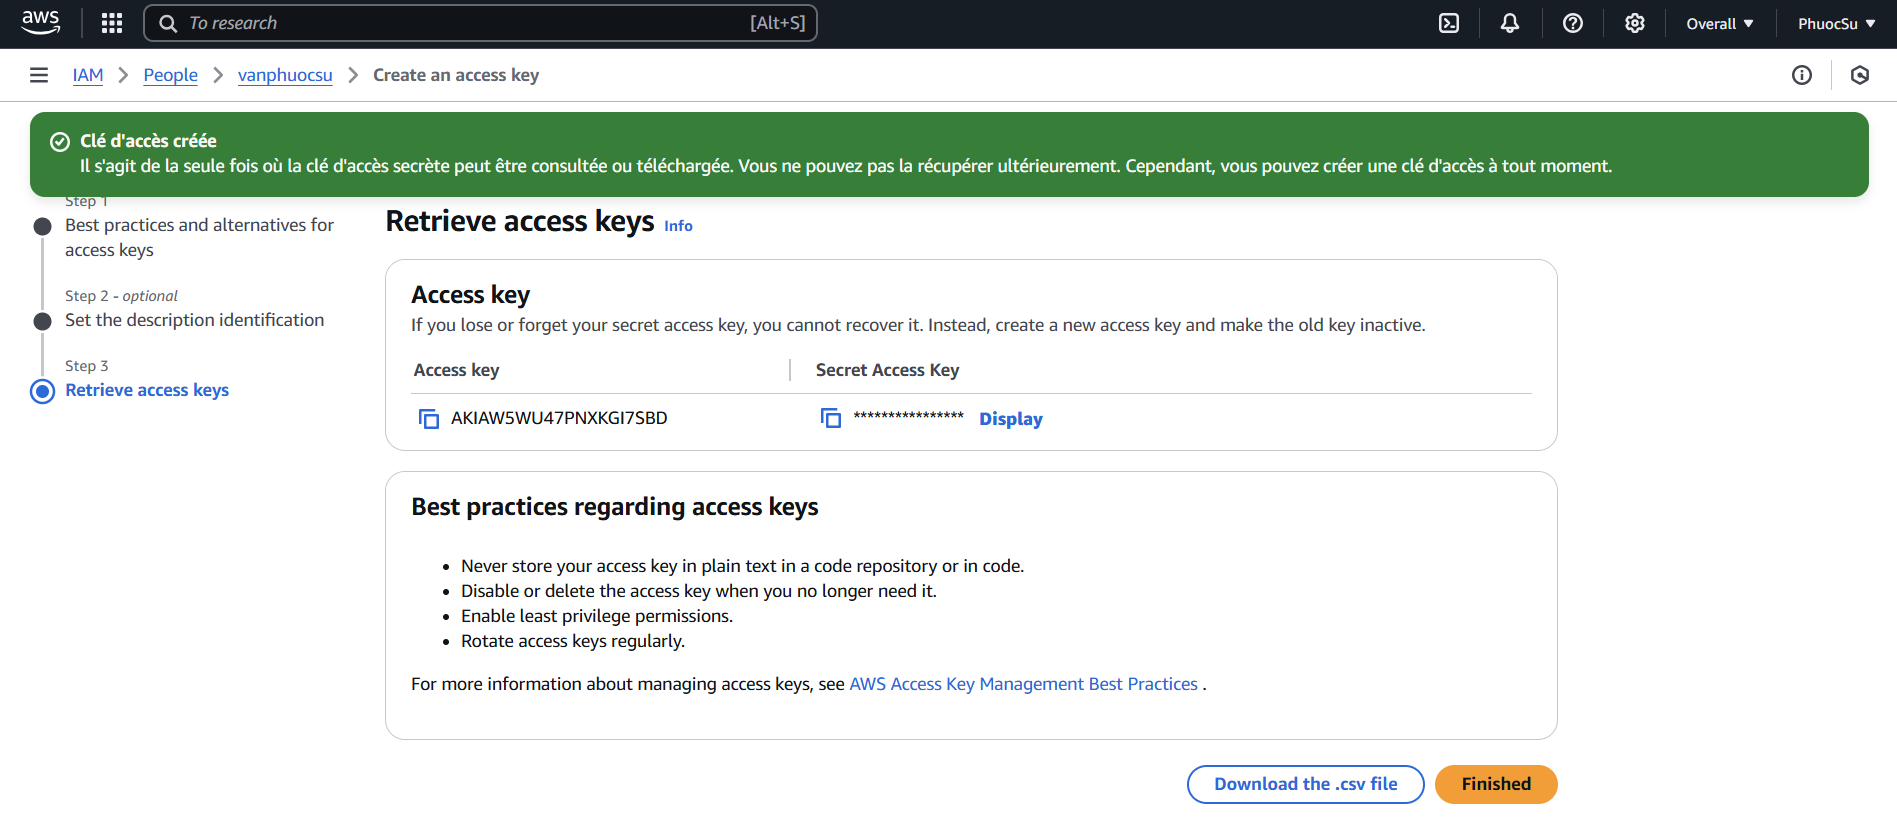 aws
To research [Alt+S]
Overall
PhuocSu
IAM > People > vanphuocsu > Create an access key
Clé d'accès créée
Il s'agit de la seule fois où la clé d'accès secrète peut être consultée ou téléchargée. Vous ne pouvez pas la récupérer ultérieurement. Cependant, vous pouvez créer une clé d'accès à tout moment.
Step 1
Best practices and alternatives for
access keys
Step 2 - optional
Set the description identification
Step 3
Retrieve access keys
Retrieve access keys Info
Access key
If you lose or forget your secret access key, you cannot recover it. Instead, create a new access key and make the old key inactive.
Access key
Secret Access Key
AKIAW5WU47PNXKGI7SBD
**************** Display
Best practices regarding access keys
• Never store your access key in plain text in a code repository or in code.
• Disable or delete the access key when you no longer need it.
• Enable least privilege permissions.
• Rotate access keys regularly.
For more information about managing access keys, see AWS Access Key Management Best Practices .
Download the .csv file
Finished